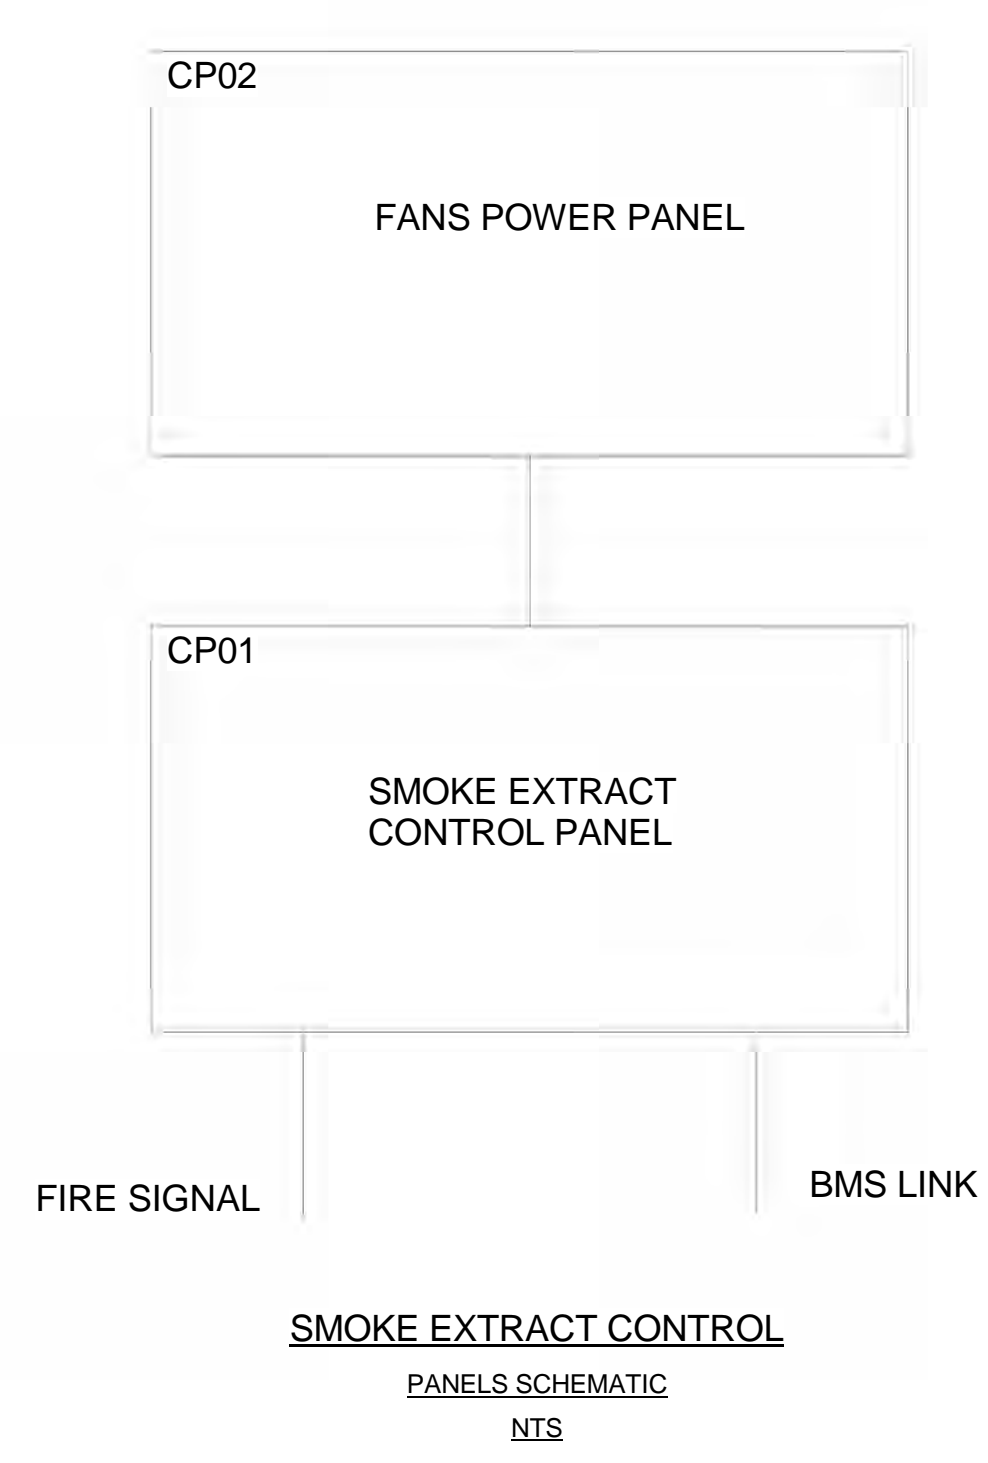 CP02
FANS POWER PANEL
CP01
SMOKE EXTRACT
CONTROL PANEL
FIRE SIGNAL
BMS LINK
SMOKE EXTRACT CONTROL
PANELS SCHEMATIC
NTS